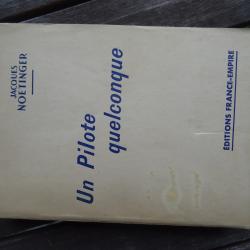 JACQUES
NOETINGER
Un Pilote
quelconque
ÉDITIONS FRANCE-EMPIRE